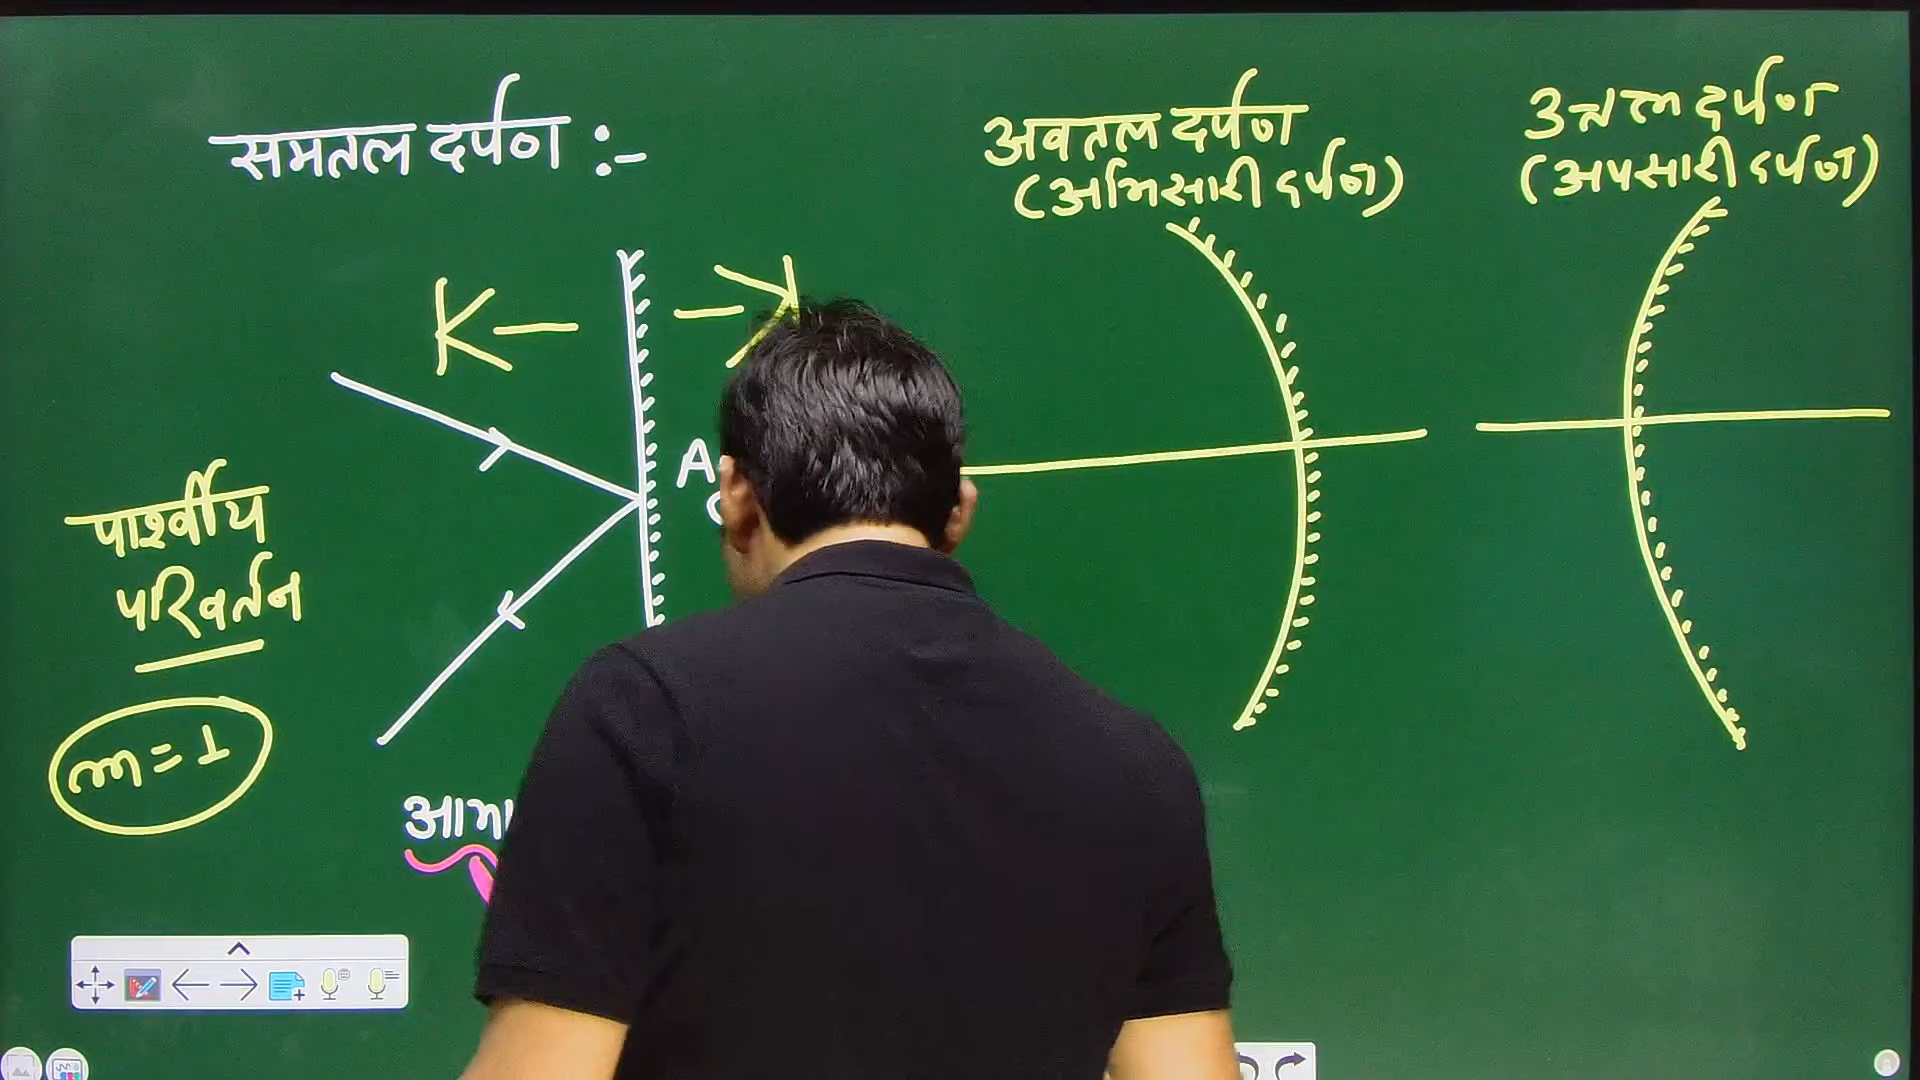 समतल दर्पण :-
अवतल दर्पण
(अभिसारी दर्पण)
उत्तल दर्पण
(अपसारी दर्पण)
K
K
A
पार्श्वीय
परिवर्तन
m = 1